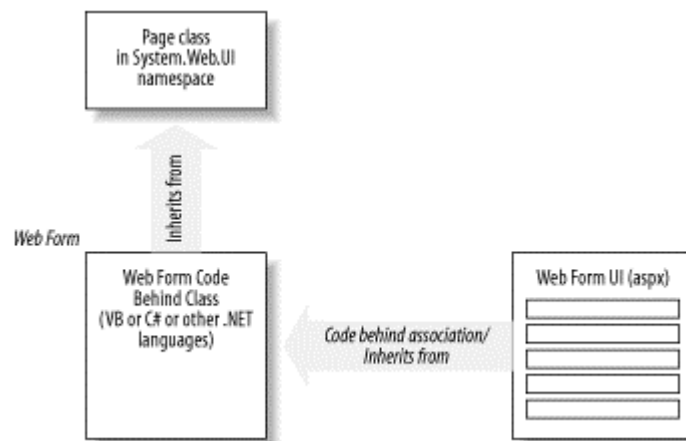 Page class
in System.Web.UI
namespace
Inherits from
Web Form
Web Form Code
Behind Class
(VB or C# or other .NET
languages)
Code behind association/
Inherits from
Web Form UI (aspx)